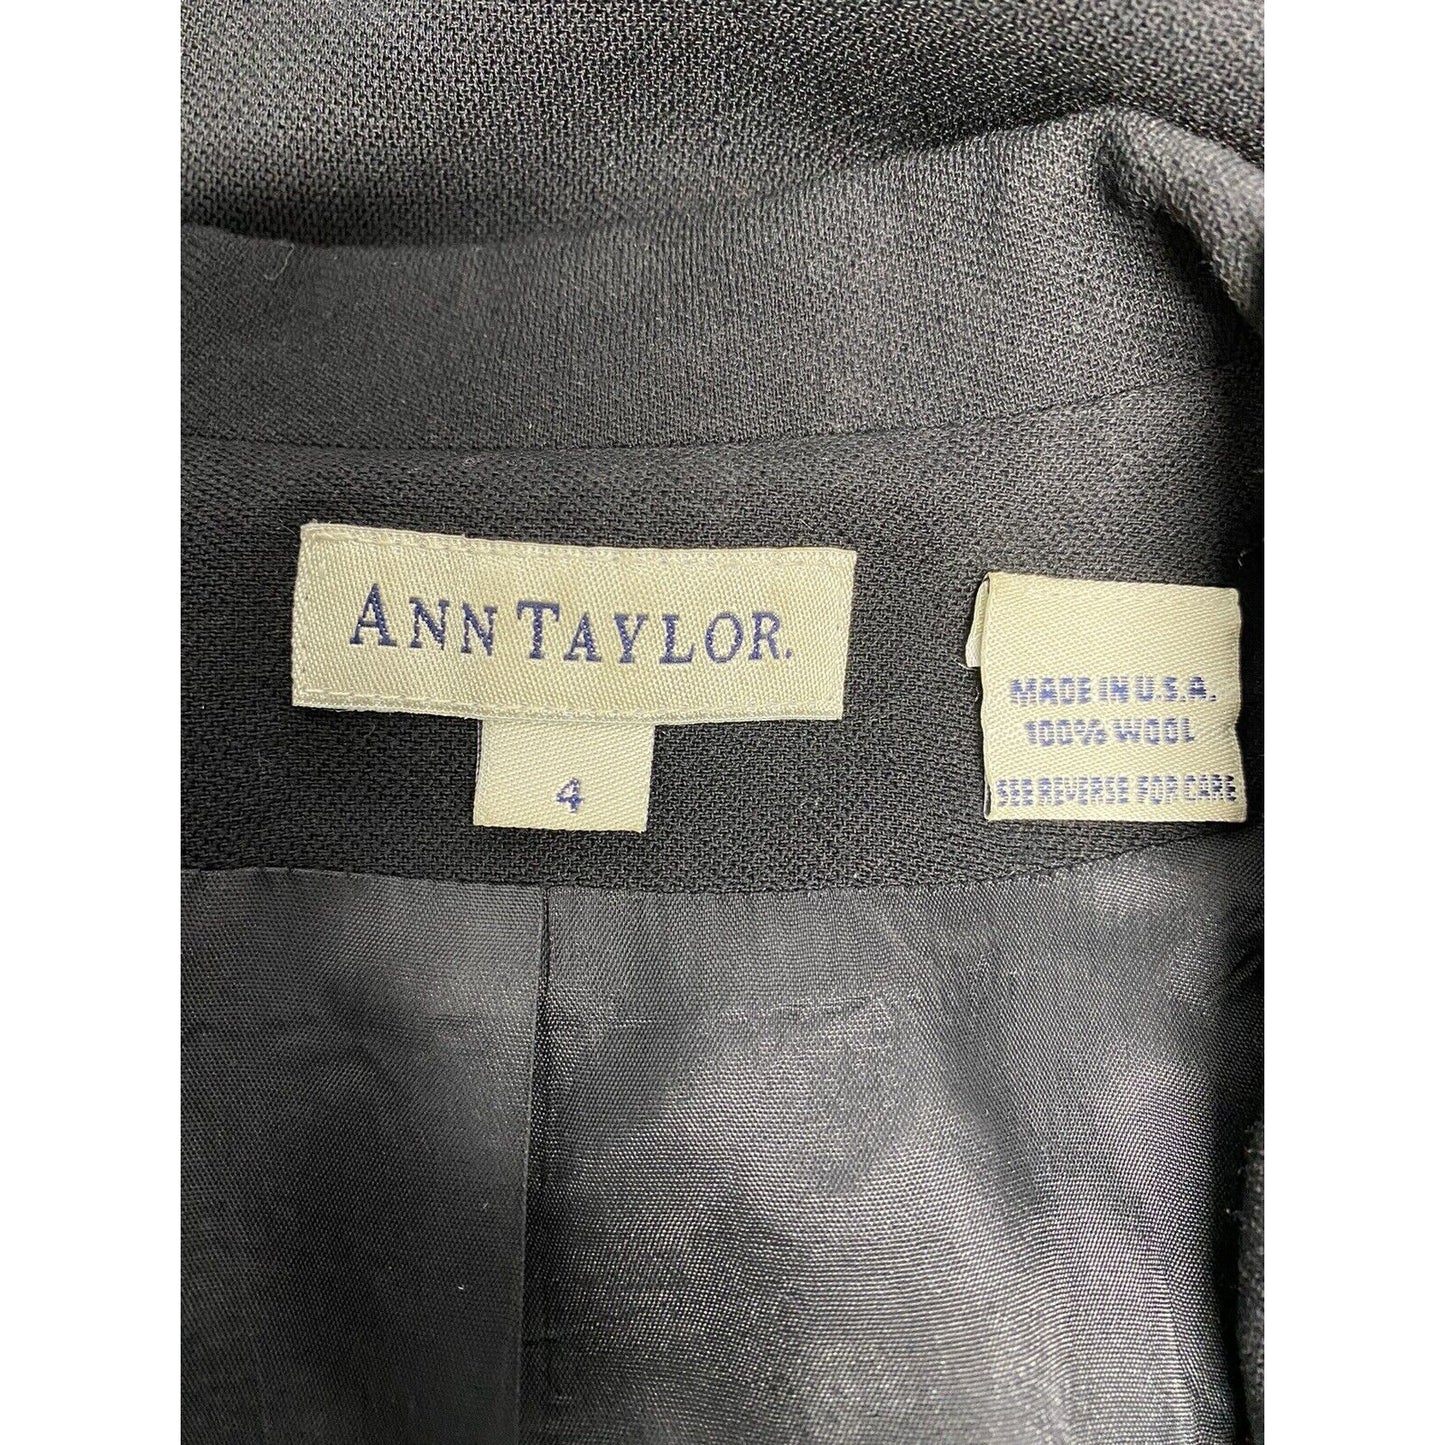 ANN TAYLOR.
4
MADE IN U.S.A.
100% WOOL
SEE REVERSE FOR CARE